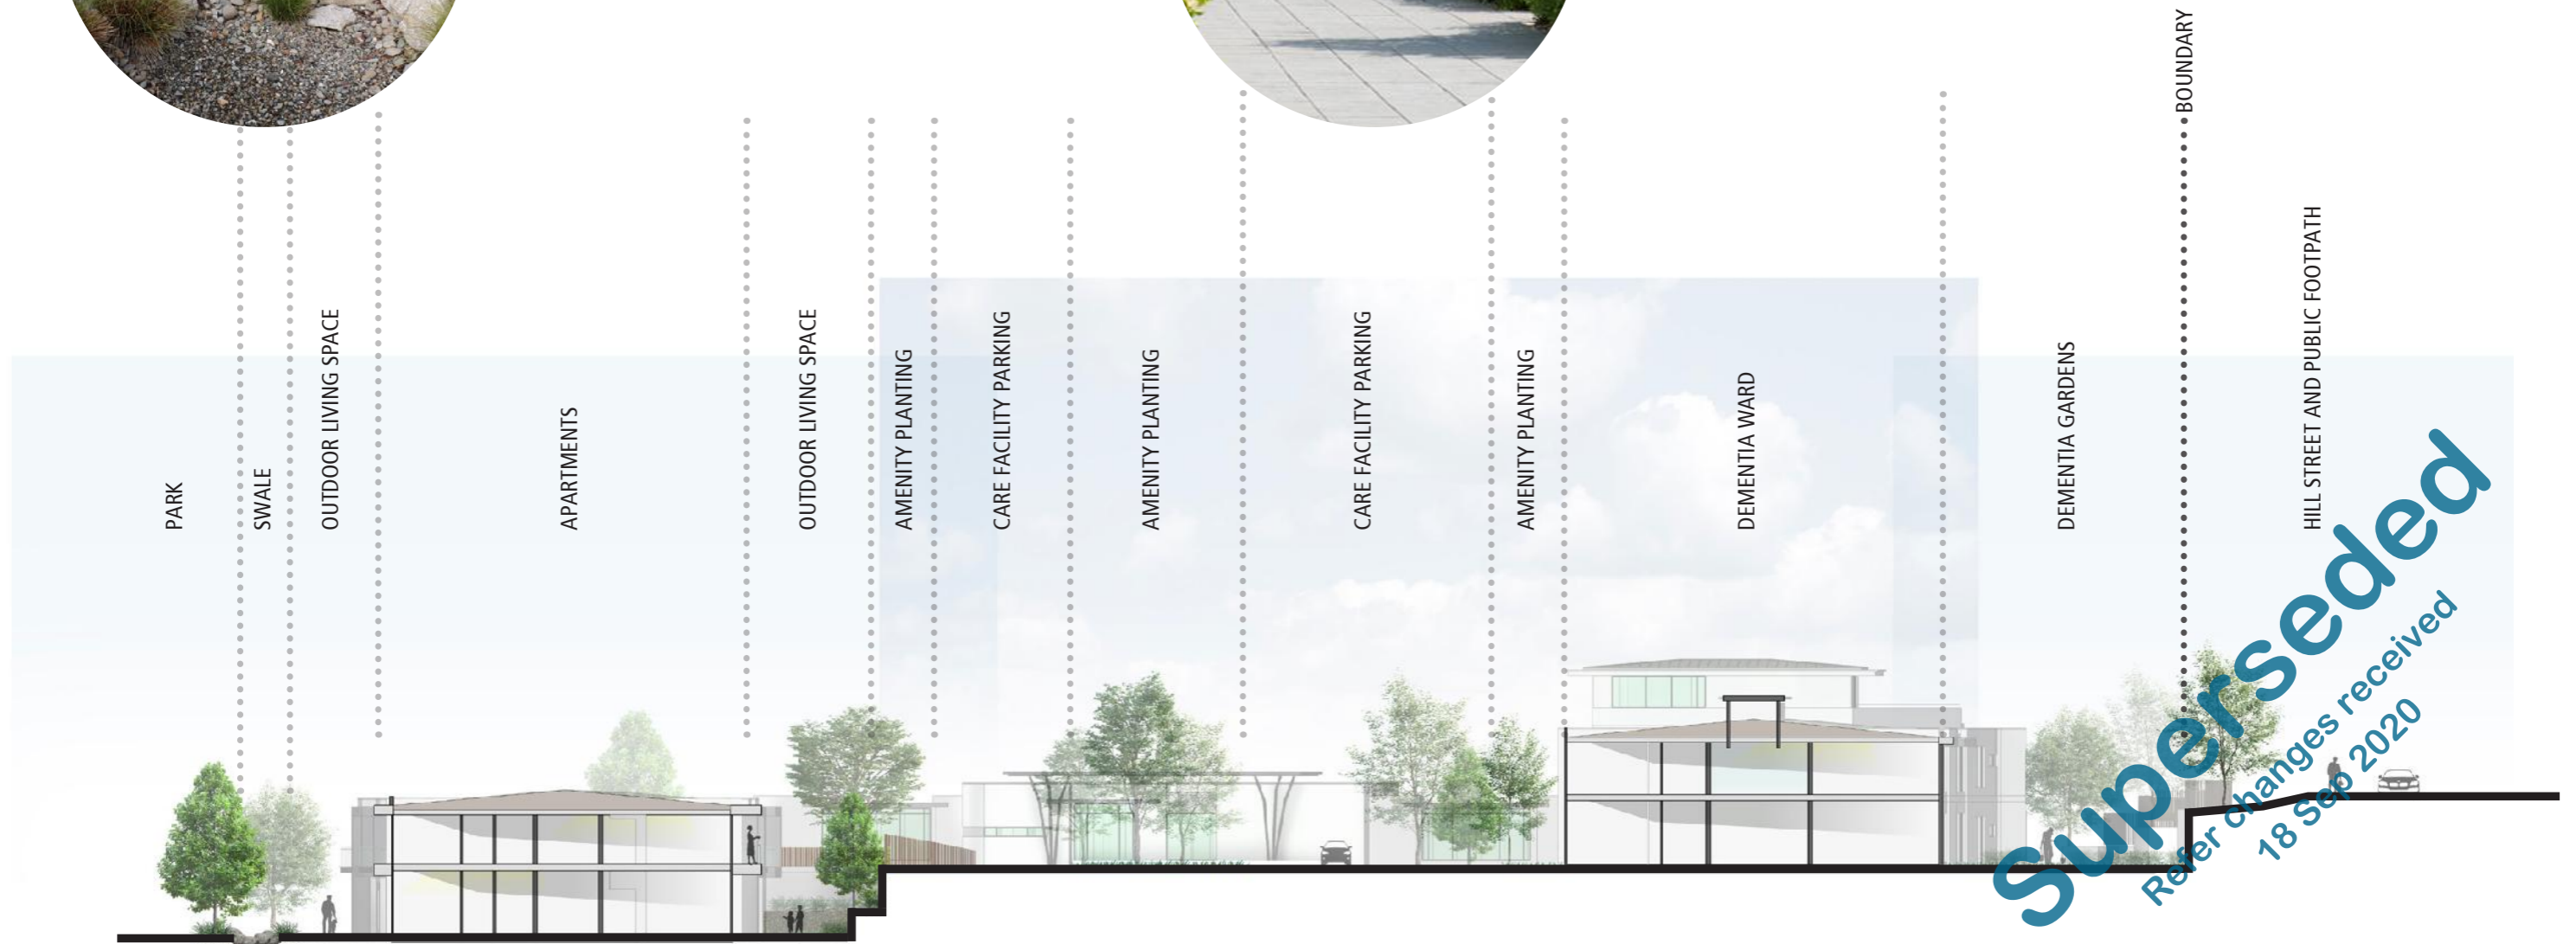 PARK
SWALE
OUTDOOR LIVING SPACE
APARTMENTS
OUTDOOR LIVING SPACE
AMENITY PLANTING
CARE FACILITY PARKING
AMENITY PLANTING
CARE FACILITY PARKING
AMENITY PLANTING
DEMENTIA WARD
DEMENTIA GARDENS
BOUNDARY
HILL STREET AND PUBLIC FOOTPATH
Superseded
Refer changes received
18 Sep 2020